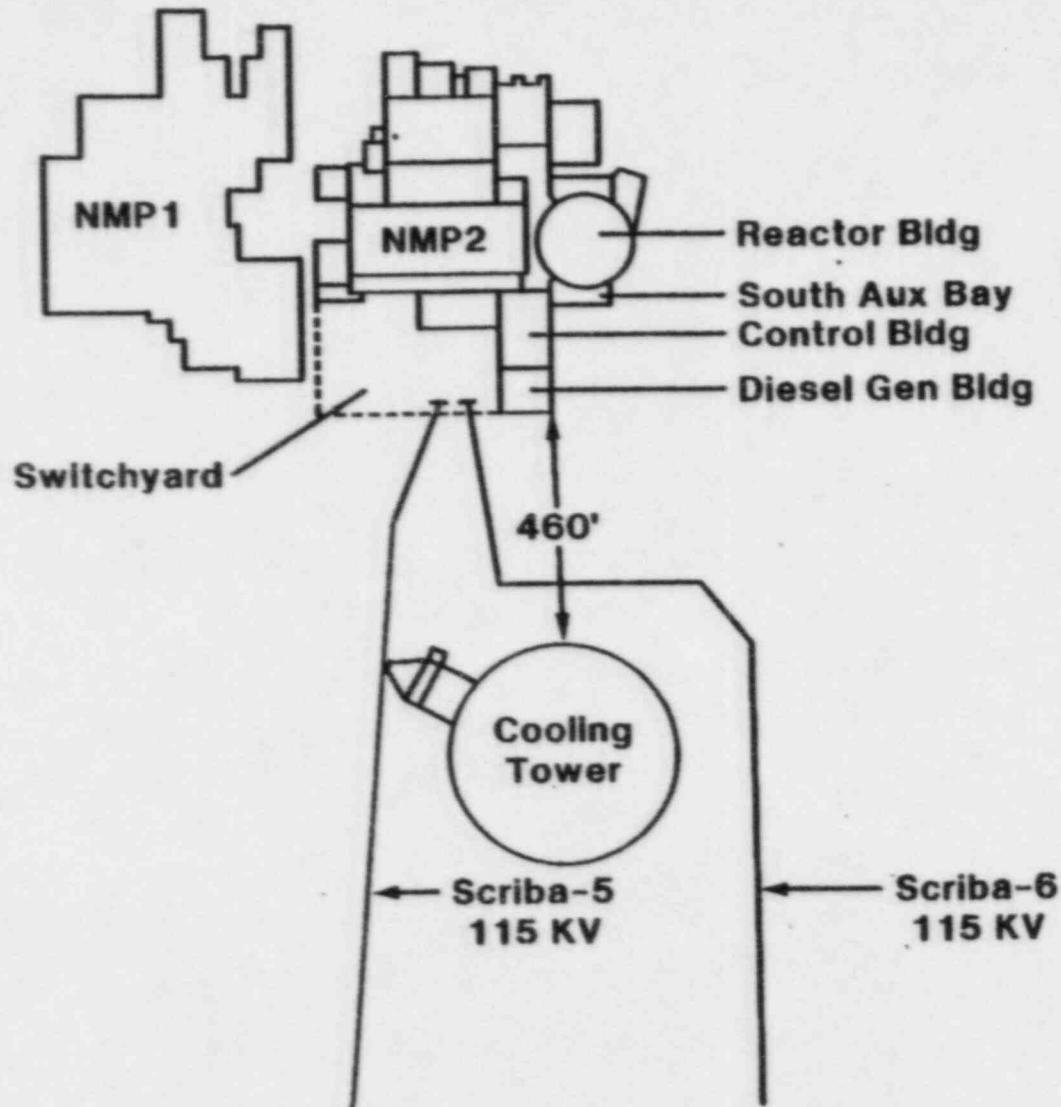 NMP1
NMP2
Reactor Bldg
South Aux Bay
Control Bldg
Diesel Gen Bldg
Switchyard
460'
Cooling
Tower
Scriba-5
115 KV
Scriba-6
115 KV